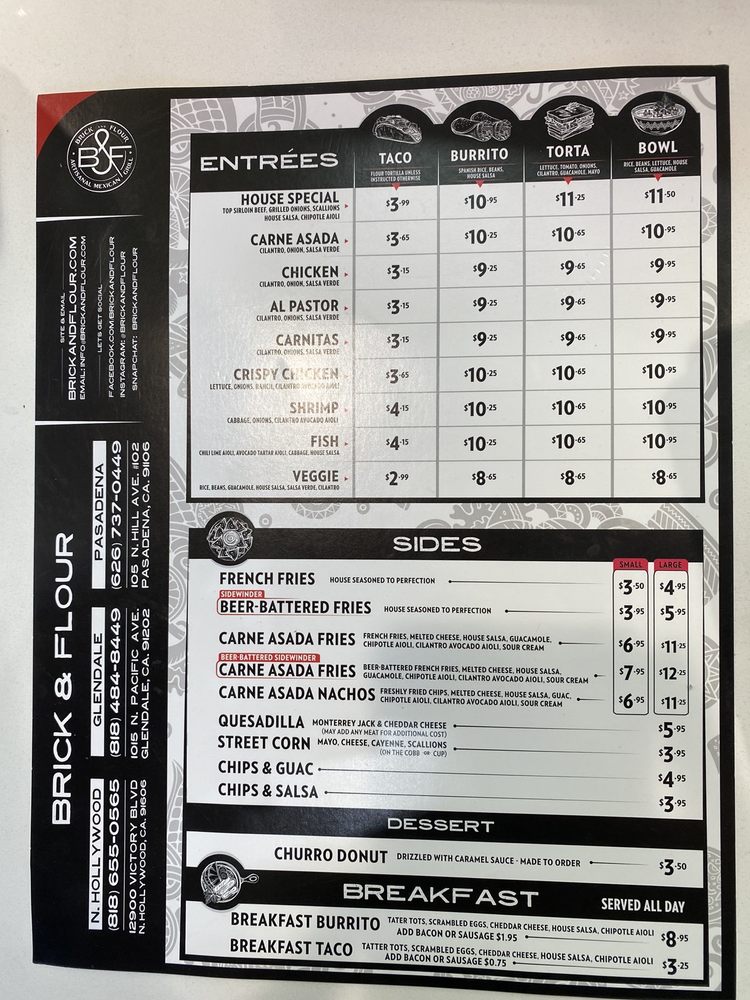 BRICK & FLOUR
B&F
ARTISANAL MEXICAN GRILL
SITE & EMAIL
BRICKANDFLOUR.COM
EMAIL: INFO@BRICKANDFLOUR.COM
LETS GET SOCIAL
FACEBOOK.COM/BRICKANDFLOUR
INSTAGRAM: @BRICKANDFLOUR
SNAPCHAT: BRICKANDFLOUR
BRICK & FLOUR
PASADENA
(626) 737-0449
105 N. HILL AVE. #102
PASADENA, CA. 91106
GLENDALE
(818) 484-8449
1015 N. PACIFIC AVE.
GLENDALE, CA. 91202
N. HOLLYWOOD
(818) 655-0565
12900 VICTORY BLVD
N. HOLLYWOOD, CA. 91606
ENTRÉES
TACO
FLOUR TORTILLA UNLESS
INSTRUCTED OTHERWISE
BURRITO
SPANISH RICE, BEANS,
HOUSE SALSA
TORTA
LETTUCE, TOMATO, ONIONS,
CILANTRO, GUACAMOLE, MAYO
BOWL
RICE, BEANS, LETTUCE, HOUSE
SALSA, GUACAMOLE
HOUSE SPECIAL $3.99 $10.95 $11.25 $11.50
TOP SIRLOIN BEEF, GRILLED ONIONS, SCALLIONS
HOUSE SALSA, CHIPOTLE AIOLI
CARNE ASADA $3.65 $10.25 $10.65 $10.95
CILANTRO, ONION, SALSA VERDE
CHICKEN $3.15 $9.25 $9.65 $9.95
CILANTRO, ONION, SALSA VERDE
AL PASTOR $3.15 $9.25 $9.65 $9.95
CILANTRO, ONIONS, SALSA VERDE
CARNITAS $3.15 $9.25 $9.65 $9.95
CILANTRO, ONIONS, SALSA VERDE
CRISPY CHICKEN $3.65 $10.25 $10.65 $10.95
LETTUCE, ONIONS, RANCH, CILANTRO AVOCADO AIOLI
SHRIMP $4.15 $10.25 $10.65 $10.95
CABBAGE, ONIONS, CILANTRO AVOCADO AIOLI
FISH $4.15 $10.25 $10.65 $10.95
CHILI LIME AIOLI, AVOCADO TARTAR AIOLI, CABBAGE, HOUSE SALSA
VEGGIE $2.99 $8.65 $8.65 $8.65
RICE, BEANS, GUACAMOLE, HOUSE SALSA, SALSA VERDE, CILANTRO
SIDES
SMALL LARGE
FRENCH FRIES HOUSE SEASONED TO PERFECTION $3.50 $4.95
SIDEWINDER
BEER-BATTERED FRIES HOUSE SEASONED TO PERFECTION $3.95 $5.95
CARNE ASADA FRIES FRENCH FRIES, MELTED CHEESE, HOUSE SALSA, GUACAMOLE, $6.95 $11.25
CHIPOTLE AIOLI, CILANTRO AVOCADO AIOLI, SOUR CREAM
BEER-BATTERED SIDEWINDER
CARNE ASADA FRIES BEER-BATTERED FRENCH FRIES, MELTED CHEESE, HOUSE SALSA, $7.95 $12.25
GUACAMOLE, CHIPOTLE AIOLI, CILANTRO AVOCADO AIOLI, SOUR CREAM
CARNE ASADA NACHOS FRESHLY FRIED CHIPS, MELTED CHEESE, HOUSE SALSA, GUAC, $6.95 $11.25
CHIPOTLE AIOLI, CILANTRO AVOCADO AIOLI, SOUR CREAM
QUESADILLA MONTERREY JACK & CHEDDAR CHEESE $5.95
(MAY ADD ANY MEAT FOR ADDITIONAL COST)
STREET CORN MAYO, CHEESE, CAYENNE, SCALLIONS $3.95
(ON THE COBB OR CUP)
CHIPS & GUAC $4.95
CHIPS & SALSA $3.95
DESSERT
CHURRO DONUT DRIZZLED WITH CARAMEL SAUCE - MADE TO ORDER $3.50
BREAKFAST SERVED ALL DAY
BREAKFAST BURRITO TATER TOTS, SCRAMBLED EGGS, CHEDDAR CHEESE, HOUSE SALSA, CHIPOTLE AIOLI $8.95
ADD BACON OR SAUSAGE $1.95
BREAKFAST TACO TATTER TOTS, SCRAMBLED EGGS, CHEDDAR CHEESE, HOUSE SALSA, CHIPOTLE AIOLI $3.25
ADD BACON OR SAUSAGE $0.75